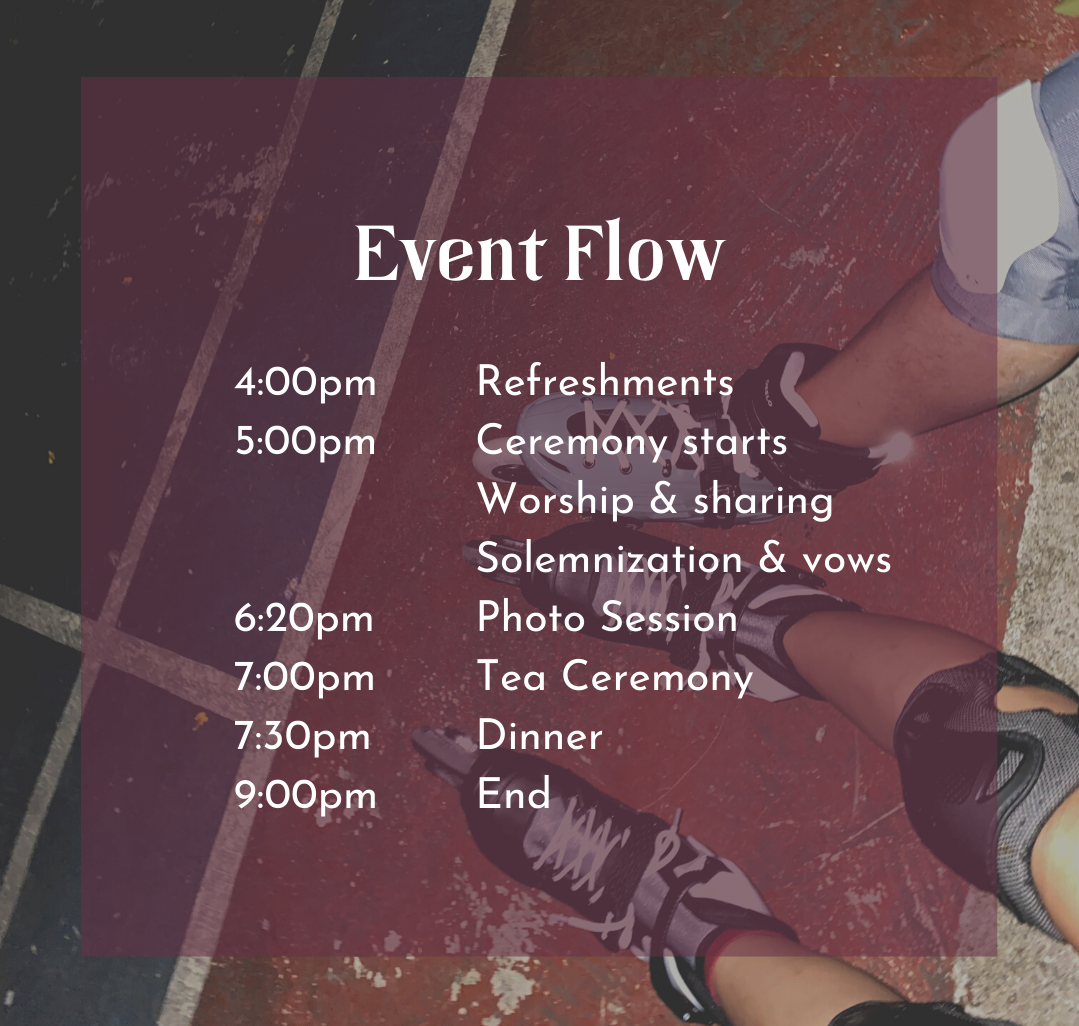 Event Flow
4:00pm Refreshments
5:00pm Ceremony starts
Worship & sharing
Solemnization & vows
6:20pm Photo Session
7:00pm Tea Ceremony
7:30pm Dinner
9:00pm End